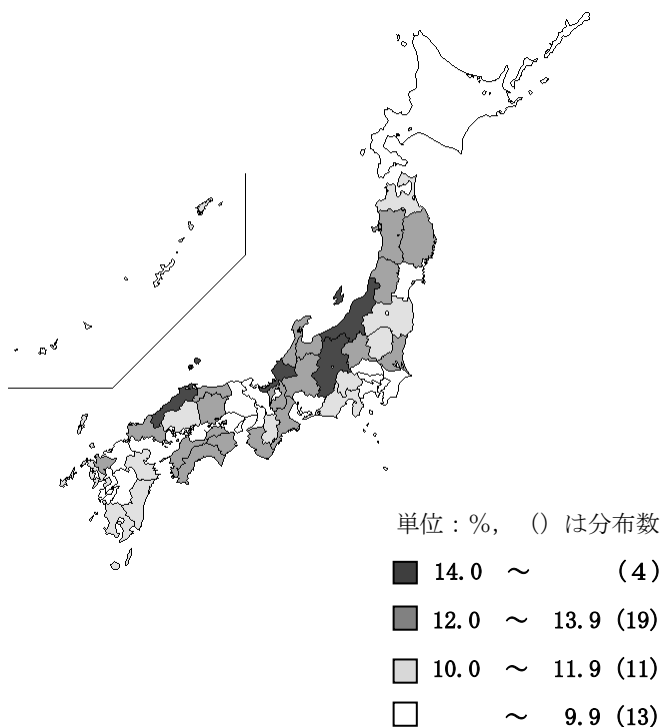 単位：%， （）は分布数
14.0 ～ (4)
12.0 ～ 13.9 (19)
10.0 ～ 11.9 (11)
～ 9.9 (13)